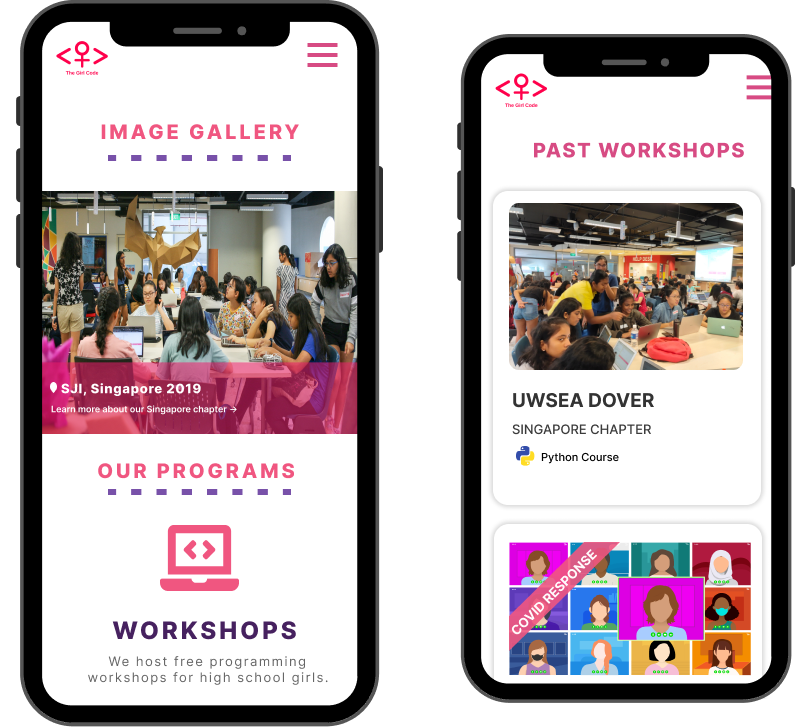 The Girl Code
IMAGE GALLERY
SJI, Singapore 2019
Learn more about our Singapore chapter →
OUR PROGRAMS
WORKSHOPS
We host free programming
workshops for high school girls.
The Girl Code
PAST WORKSHOPS
UWSEA DOVER
SINGAPORE CHAPTER
Python Course
COVID RESPONSE